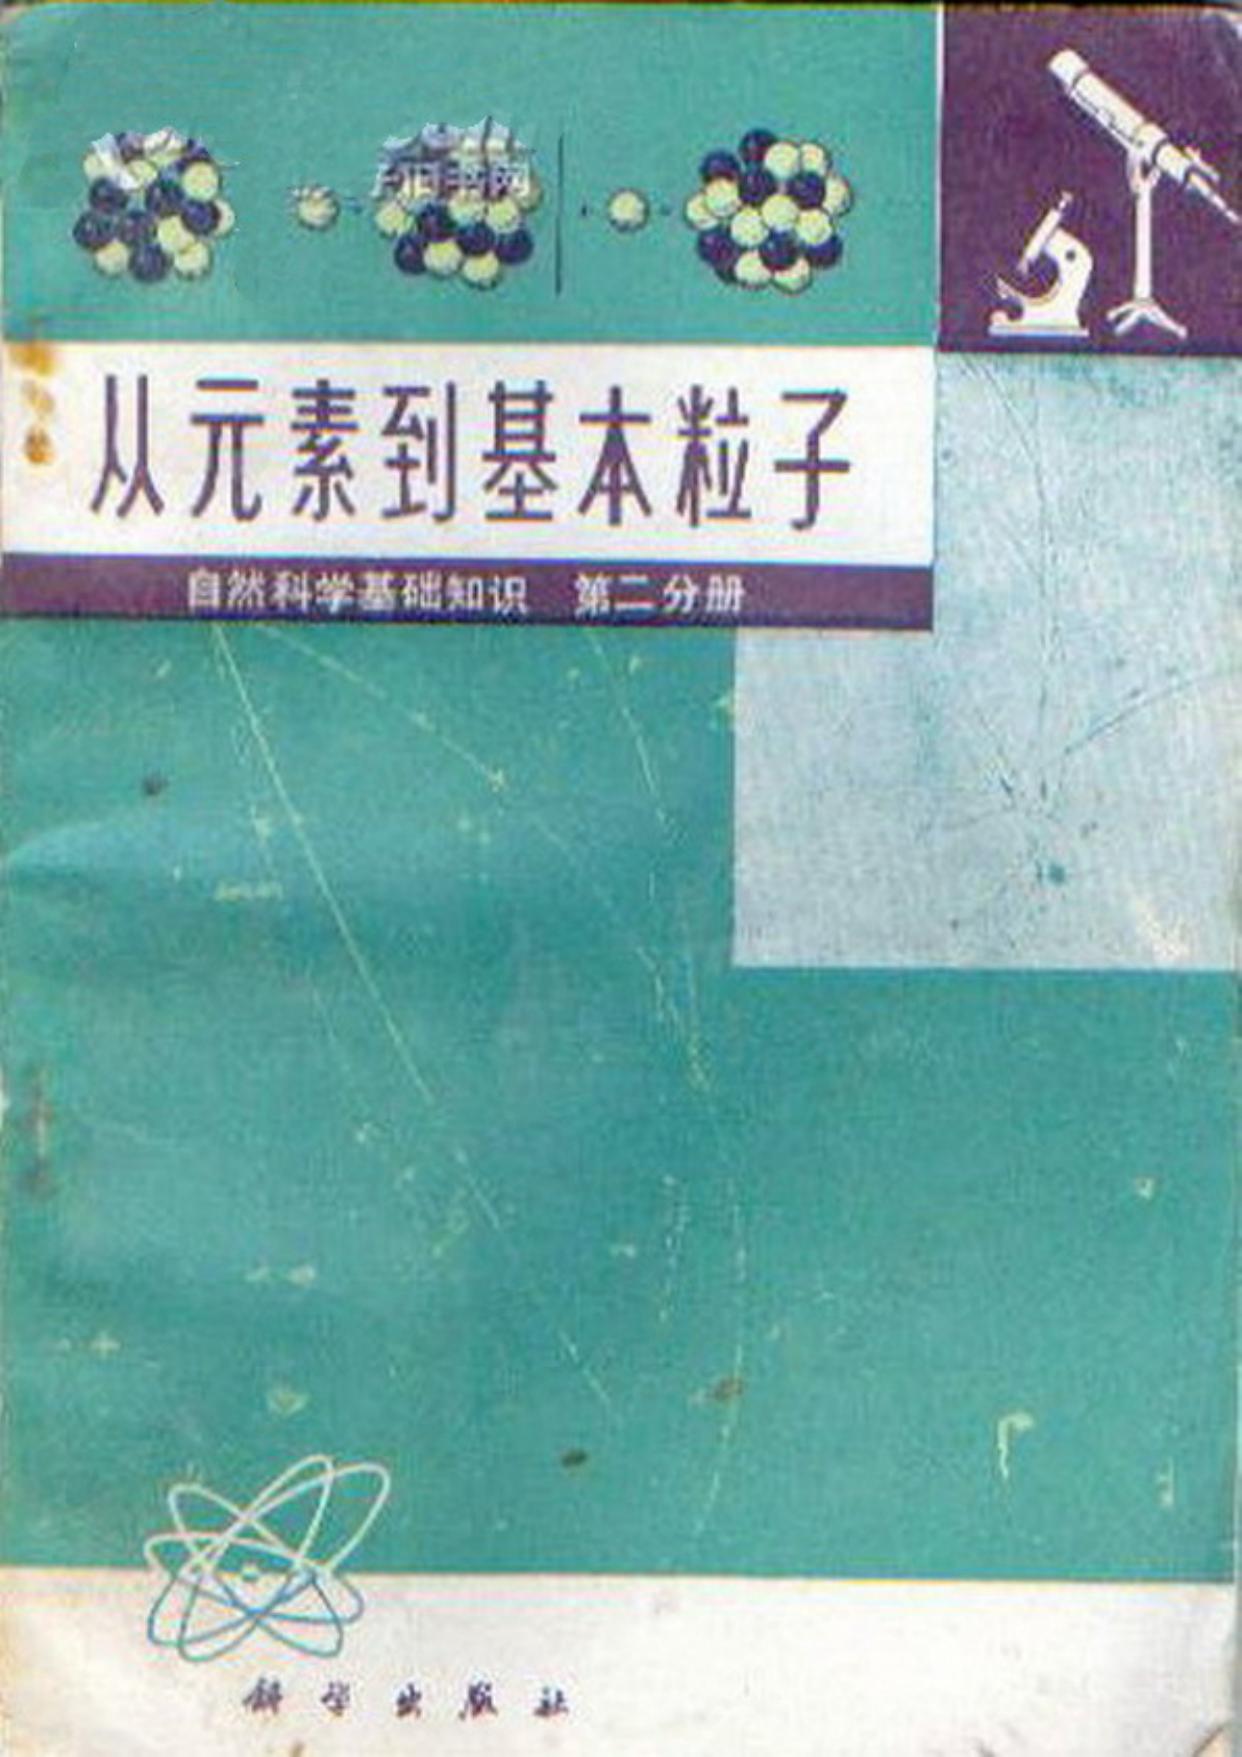 从元素到基本粒子
自然科学基础知识 第二分册
科学出版社